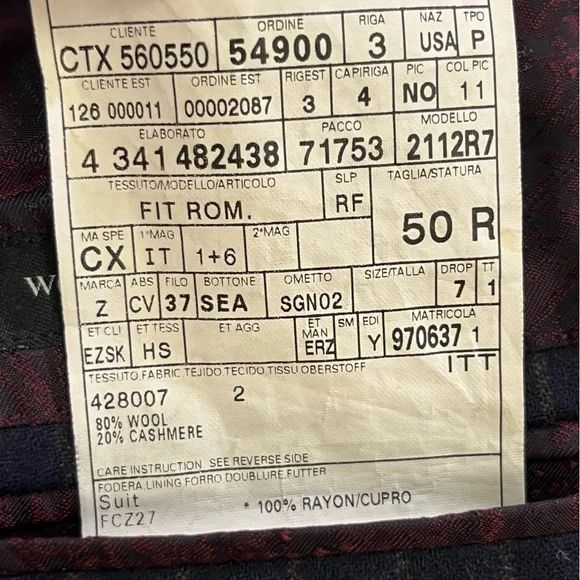 CLIENTE ORDINE RIGA NAZ TPO
CTX 560550 54900 3 USA P
CLIENTE EST ORDINE EST RIGEST CAPIRIGA PIC COL PIC
126 000011 00002087 3 4 NO 11
ELABORATO PACCO MODELLO
4 341 482438 71753 2112R7
TESSUTO/MODELLO/ARTICOLO SLP TAGLIA/STATURA
FIT ROM. RF 50 R
MA SPE 1°MAG 2°MAG
CX IT 1+6
MARCA ABS FILO BOTTONE OMETTO SIZE/TALLA DROP TT
Z CV 37 SEA SGN02 7 1
ET CLI ET TESS ET AGG ET MAN SM EDI MATRICOLA
EZSK HS ERZ Y 970637 1
ITT
TESSUTO FABRIC TEJIDO TECIDO TISSU OBERSTOFF
428007 2
80% WOOL
20% CASHMERE
CARE INSTRUCTION SEE REVERSE SIDE
FODERA LINING FORRO DOUBLURE FUTTER
Suit * 100% RAYON/CUPRO
FCZ27
W